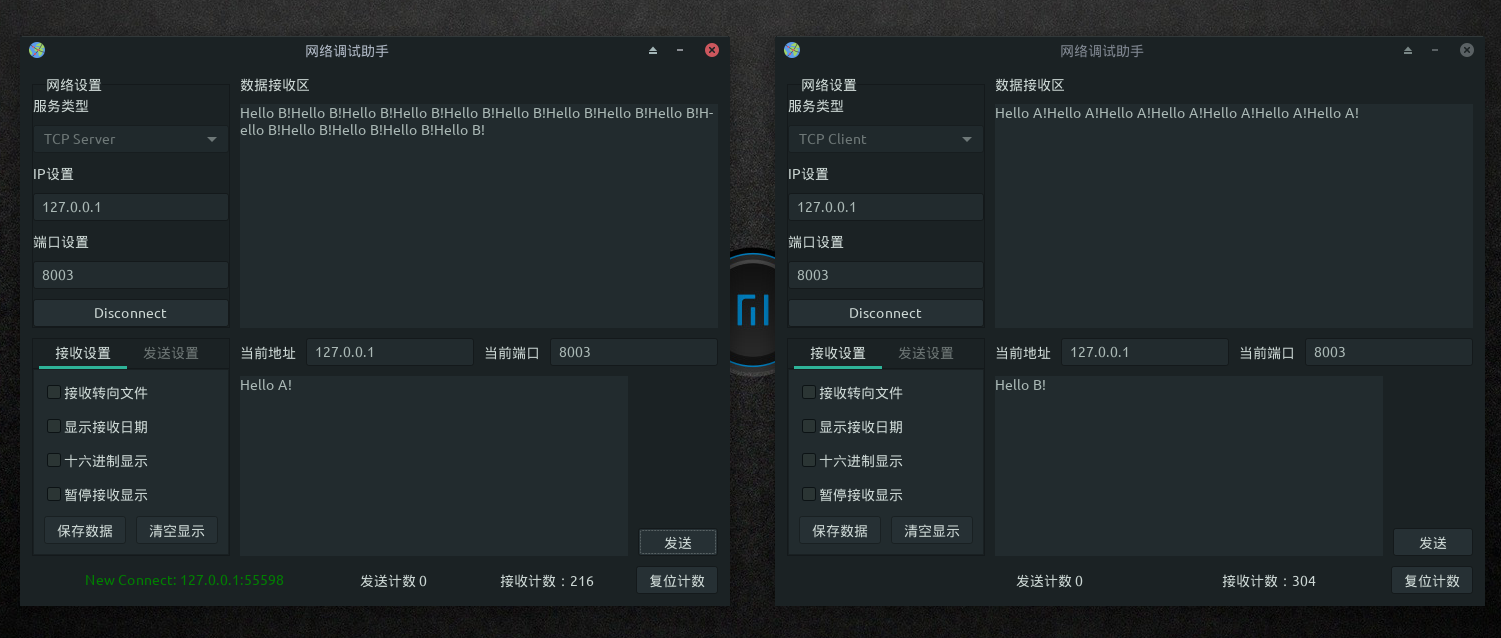 网络调试助手
网络设置
服务类型
TCP Server
IP设置
127.0.0.1
端口设置
8003
Disconnect
接收设置 发送设置
接收转向文件
显示接收日期
十六进制显示
暂停接收显示
保存数据 清空显示
数据接收区
Hello B!Hello B!Hello B!Hello B!Hello B!Hello B!Hello B!Hello B!Hello B!H-
ello B!Hello B!Hello B!Hello B!Hello B!
当前地址 127.0.0.1 当前端口 8003
Hello A!
发送
New Connect: 127.0.0.1:55598 发送计数 0 接收计数：216 复位计数
网络调试助手
网络设置
服务类型
TCP Client
IP设置
127.0.0.1
端口设置
8003
Disconnect
接收设置 发送设置
接收转向文件
显示接收日期
十六进制显示
暂停接收显示
保存数据 清空显示
数据接收区
Hello A!Hello A!Hello A!Hello A!Hello A!Hello A!Hello A!
当前地址 127.0.0.1 当前端口 8003
Hello B!
发送
发送计数 0 接收计数：304 复位计数